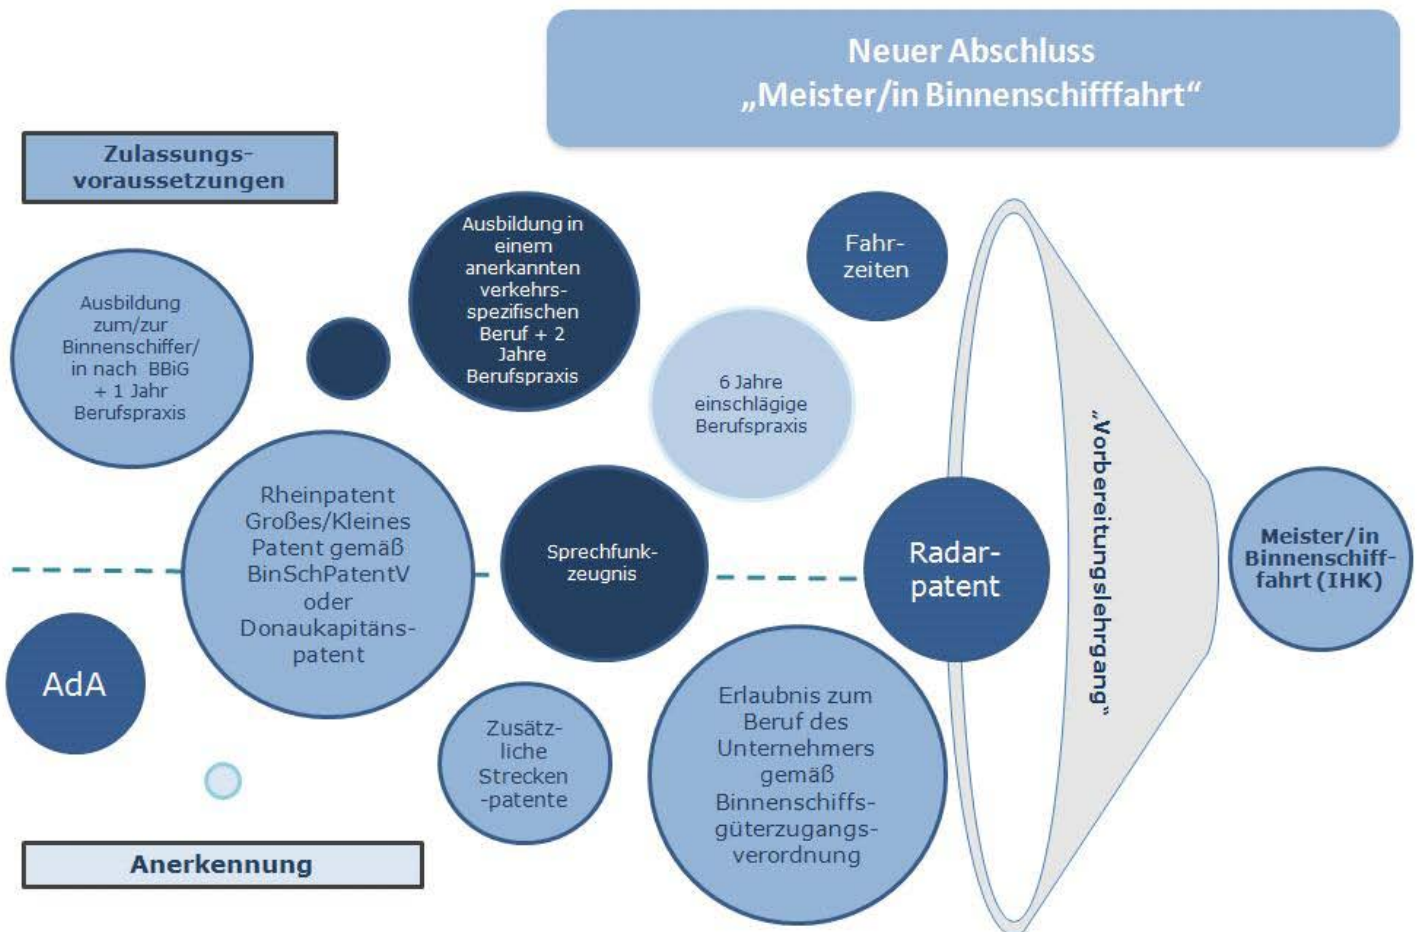 Neuer Abschluss
„Meister/in Binnenschifffahrt“
Zulassungs-
voraussetzungen
Ausbildung
zum/zur
Binnenschiffer/
in nach BBiG
+ 1 Jahr
Berufspraxis
Ausbildung in
einem
anerkannten
verkehrs-
spezifischen
Beruf + 2
Jahre
Berufspraxis
6 Jahre
einschlägige
Berufspraxis
Fahr-
zeiten
Rheinpatent
Großes/Kleines
Patent gemäß
BinSchPatentV
oder
Donaukapitäns-
patent
Sprechfunk-
zeugnis
Radar-
patent
„Vorbereitungslehrgang“
Meister/in
Binnenschiff-
fahrt (IHK)
AdA
Zusätz-
liche
Strecken
-patente
Erlaubnis zum
Beruf des
Unternehmers
gemäß
Binnenschiffs-
güterzugangs-
verordnung
Anerkennung